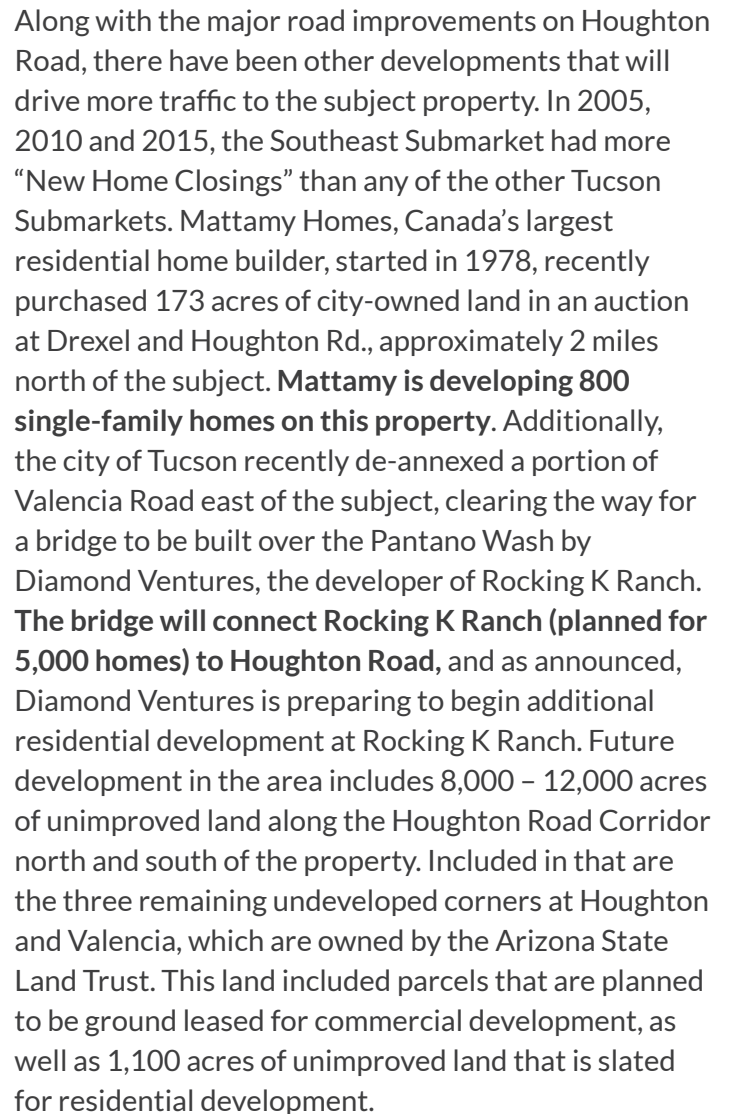 Along with the major road improvements on Houghton
Road, there have been other developments that will
drive more traffic to the subject property. In 2005,
2010 and 2015, the Southeast Submarket had more
“New Home Closings” than any of the other Tucson
Submarkets. Mattamy Homes, Canada’s largest
residential home builder, started in 1978, recently
purchased 173 acres of city-owned land in an auction
at Drexel and Houghton Rd., approximately 2 miles
north of the subject. Mattamy is developing 800
single-family homes on this property. Additionally,
the city of Tucson recently de-annexed a portion of
Valencia Road east of the subject, clearing the way for
a bridge to be built over the Pantano Wash by
Diamond Ventures, the developer of Rocking K Ranch.
The bridge will connect Rocking K Ranch (planned for
5,000 homes) to Houghton Road, and as announced,
Diamond Ventures is preparing to begin additional
residential development at Rocking K Ranch. Future
development in the area includes 8,000 – 12,000 acres
of unimproved land along the Houghton Road Corridor
north and south of the property. Included in that are
the three remaining undeveloped corners at Houghton
and Valencia, which are owned by the Arizona State
Land Trust. This land included parcels that are planned
to be ground leased for commercial development, as
well as 1,100 acres of unimproved land that is slated
for residential development.